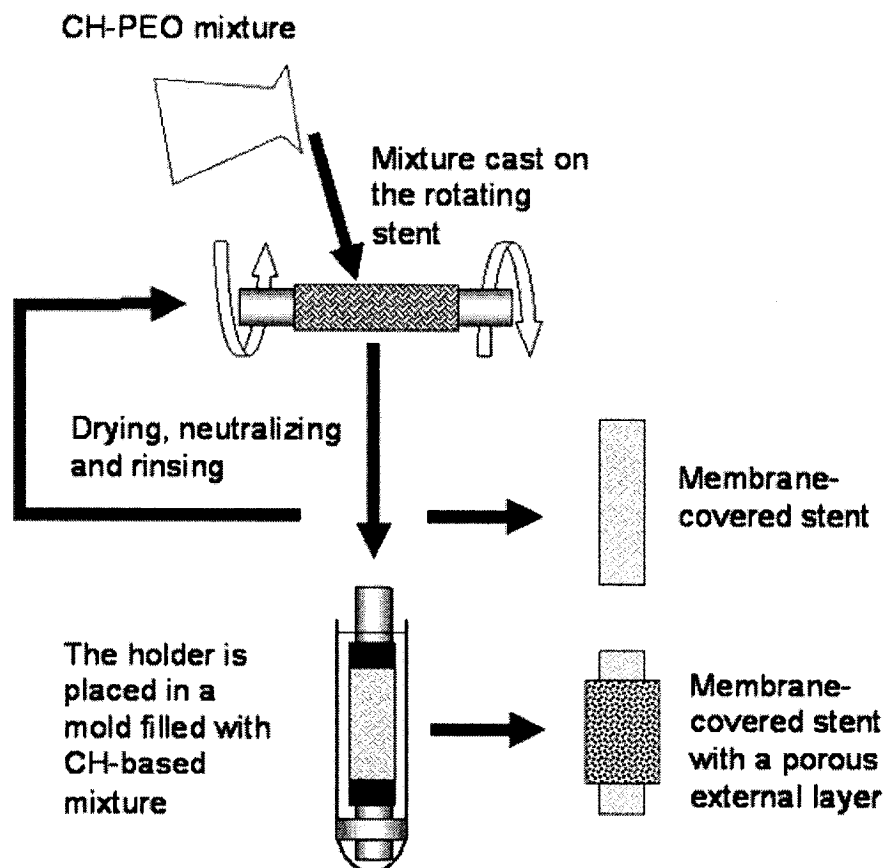 CH-PEO mixture
Mixture cast on
the rotating
stent
Drying, neutralizing
and rinsing
Membrane-
covered stent
The holder is
placed in a
mold filled with
CH-based
mixture
Membrane-
covered stent
with a porous
external layer